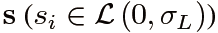 𝐬 (sᵢ ∈ ℒ (0, σ_L))